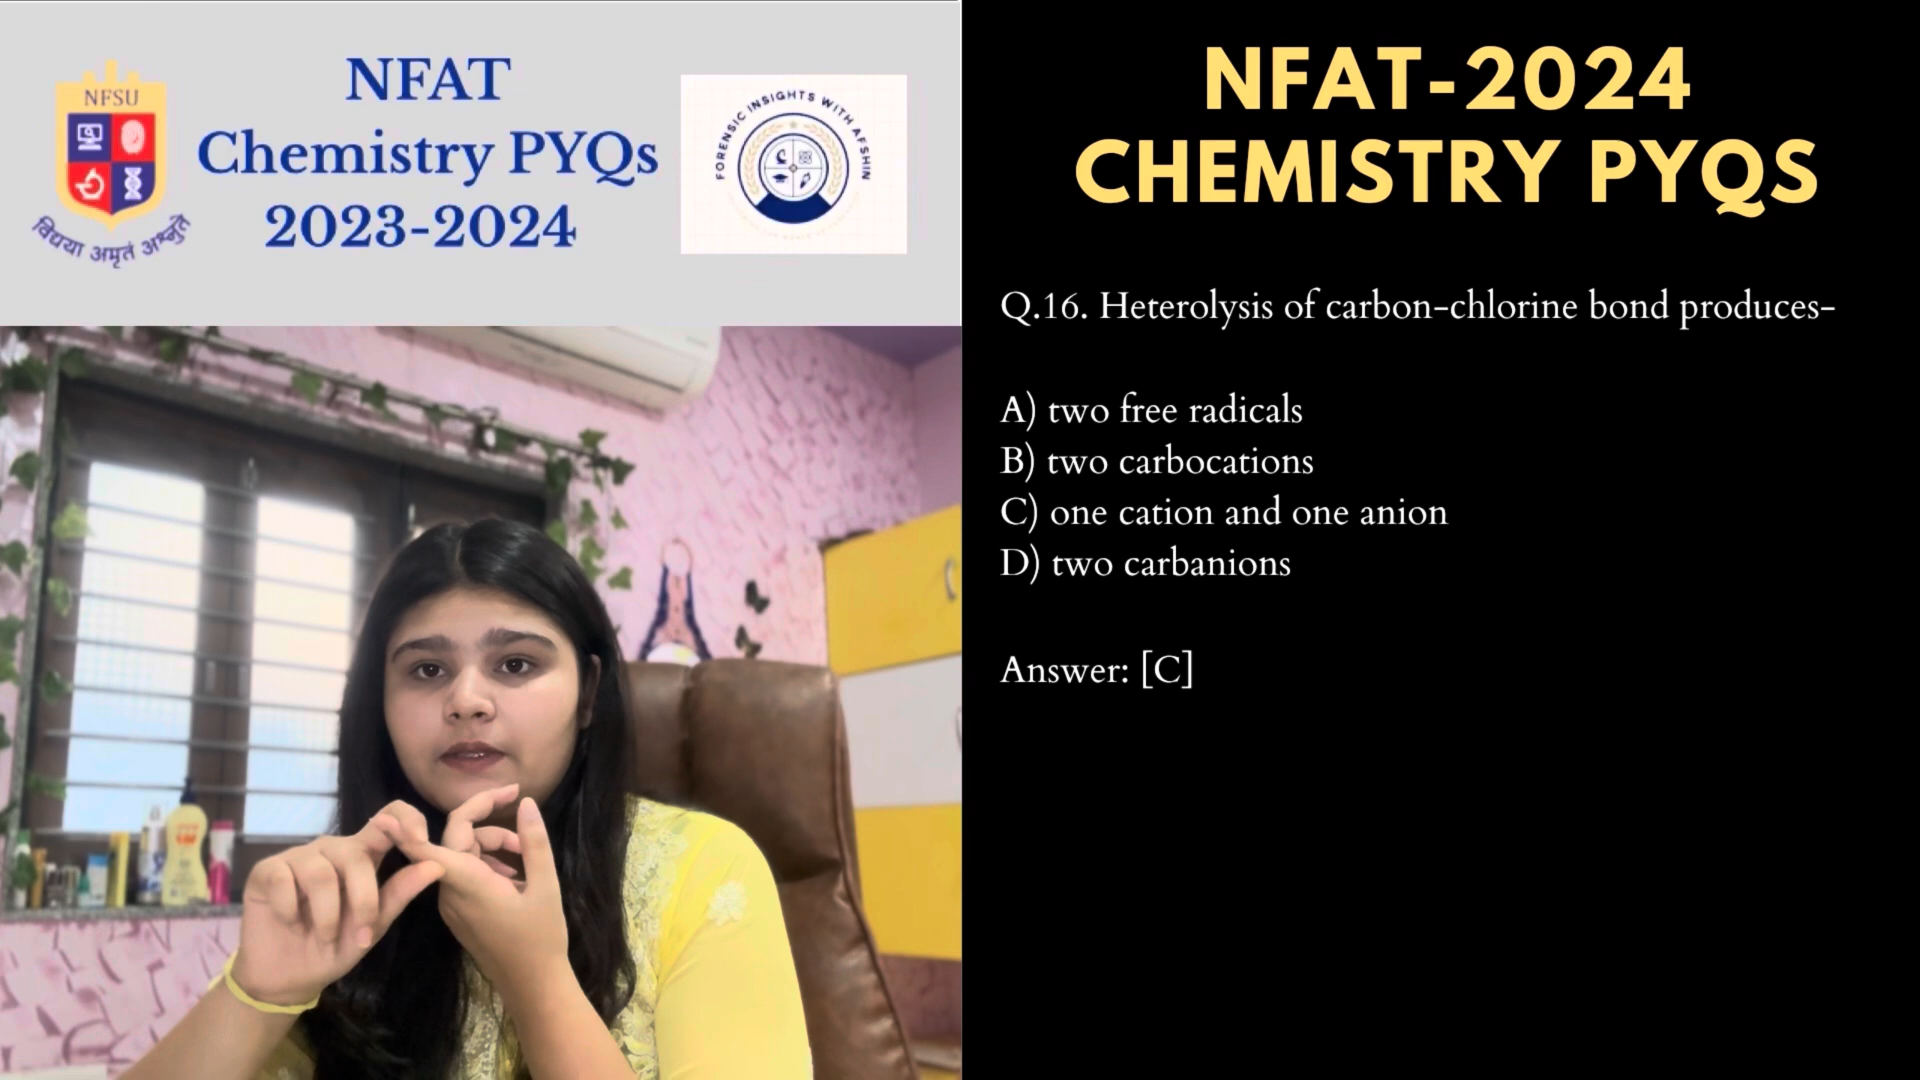 NFSU
विद्यया अमृतं अश्नुते
NFAT
Chemistry PYQs
2023-2024
FORENSIC INSIGHTS WITH AFSHIN
NFAT-2024
CHEMISTRY PYQS
Q.16. Heterolysis of carbon-chlorine bond produces-
A) two free radicals
B) two carbocations
C) one cation and one anion
D) two carbanions
Answer: [C]